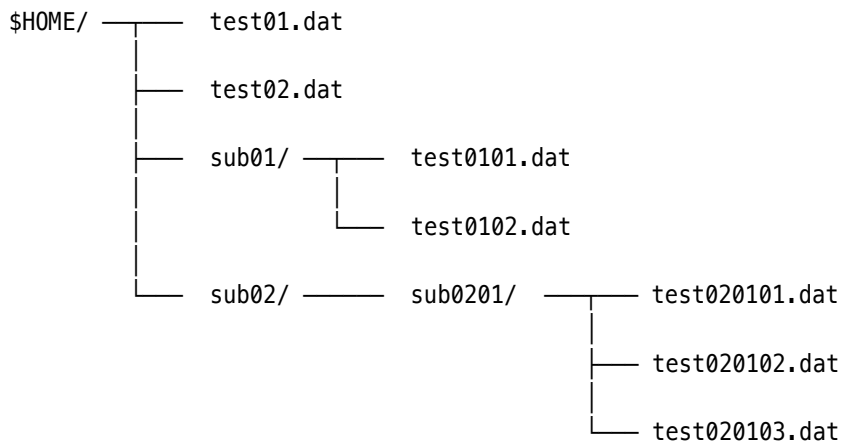 $HOME/ test01.dat
test02.dat
sub01/ test0101.dat
test0102.dat
sub02/ sub0201/ test020101.dat
test020102.dat
test020103.dat